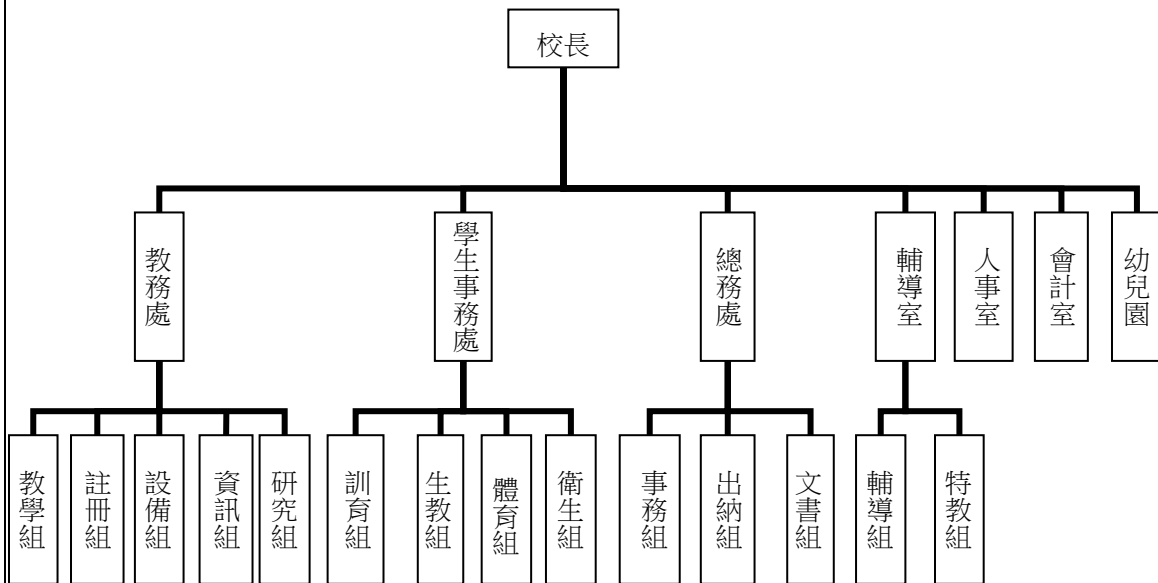 校長
教務處
學生事務處
總務處
輔導室
人事室
會計室
幼兒園
教學組
註冊組
設備組
資訊組
研究組
訓育組
生教組
體育組
衛生組
事務組
出納組
文書組
輔導組
特教組